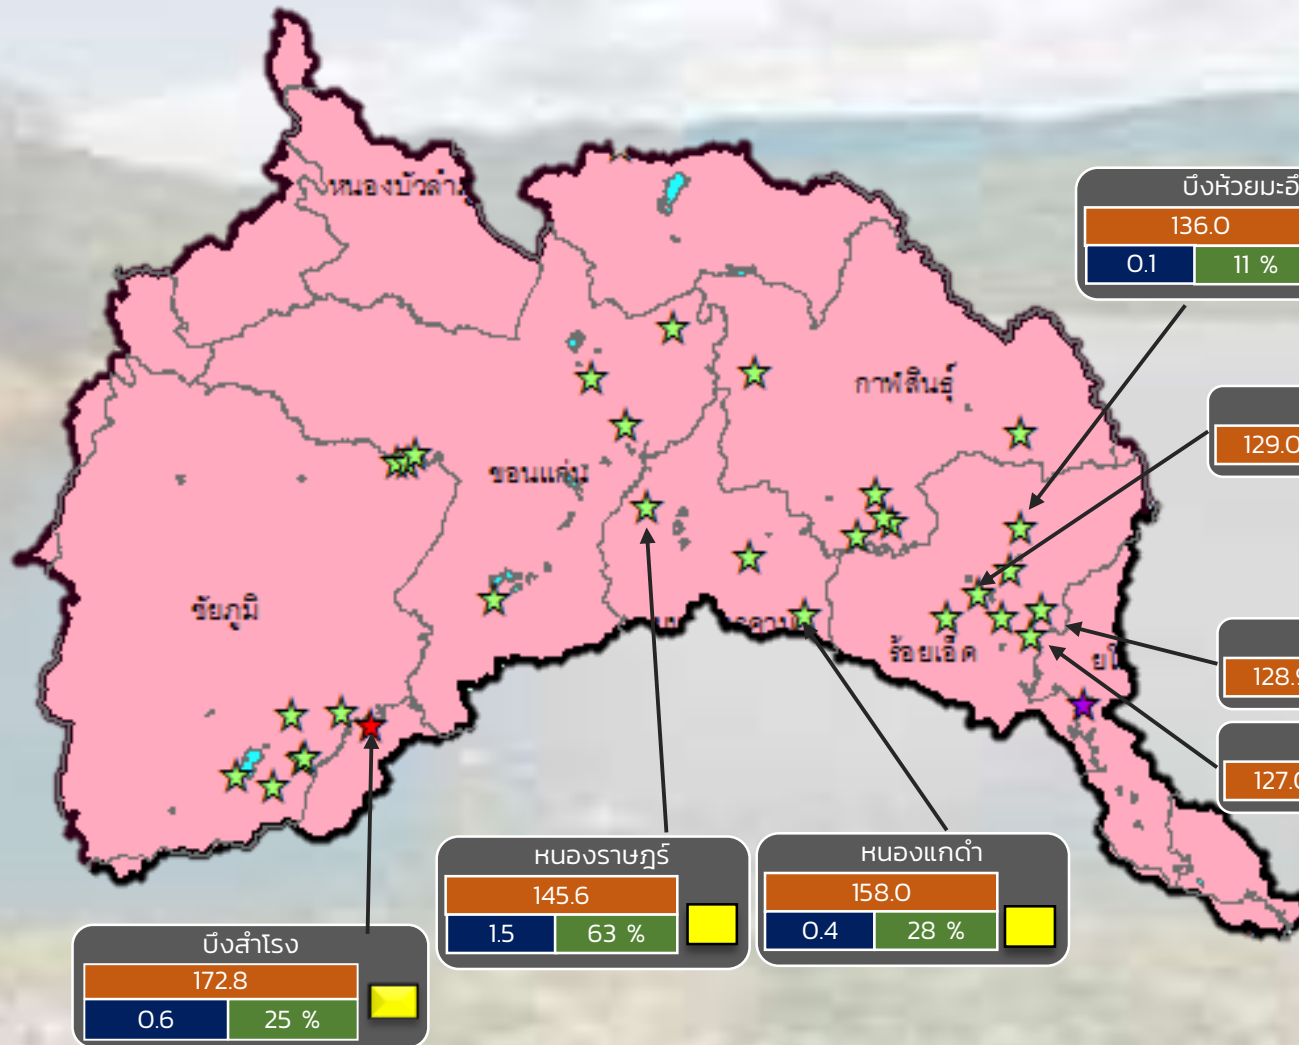 หนองบัวลำภู
บึงห้วยมะอึ
136.0
0.1 11 %
กาฬสินธุ์
129.0
ขอนแก่น
ชัยภูมิ
ร้อยเอ็ด
128.9
127.0
หนองราษฎร์
145.6
1.5 63 %
หนองแกดำ
158.0
0.4 28 %
บึงสำโรง
172.8
0.6 25 %